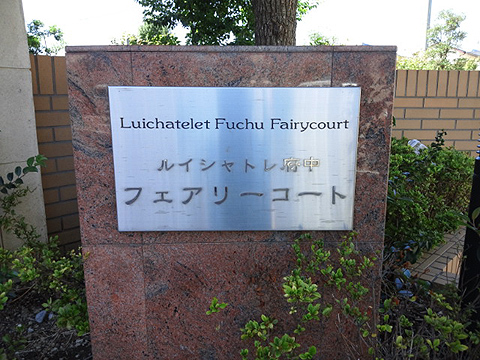 Luichatelet Fuchu Fairycourt
ルイシャトレ府中
フェアリーコート